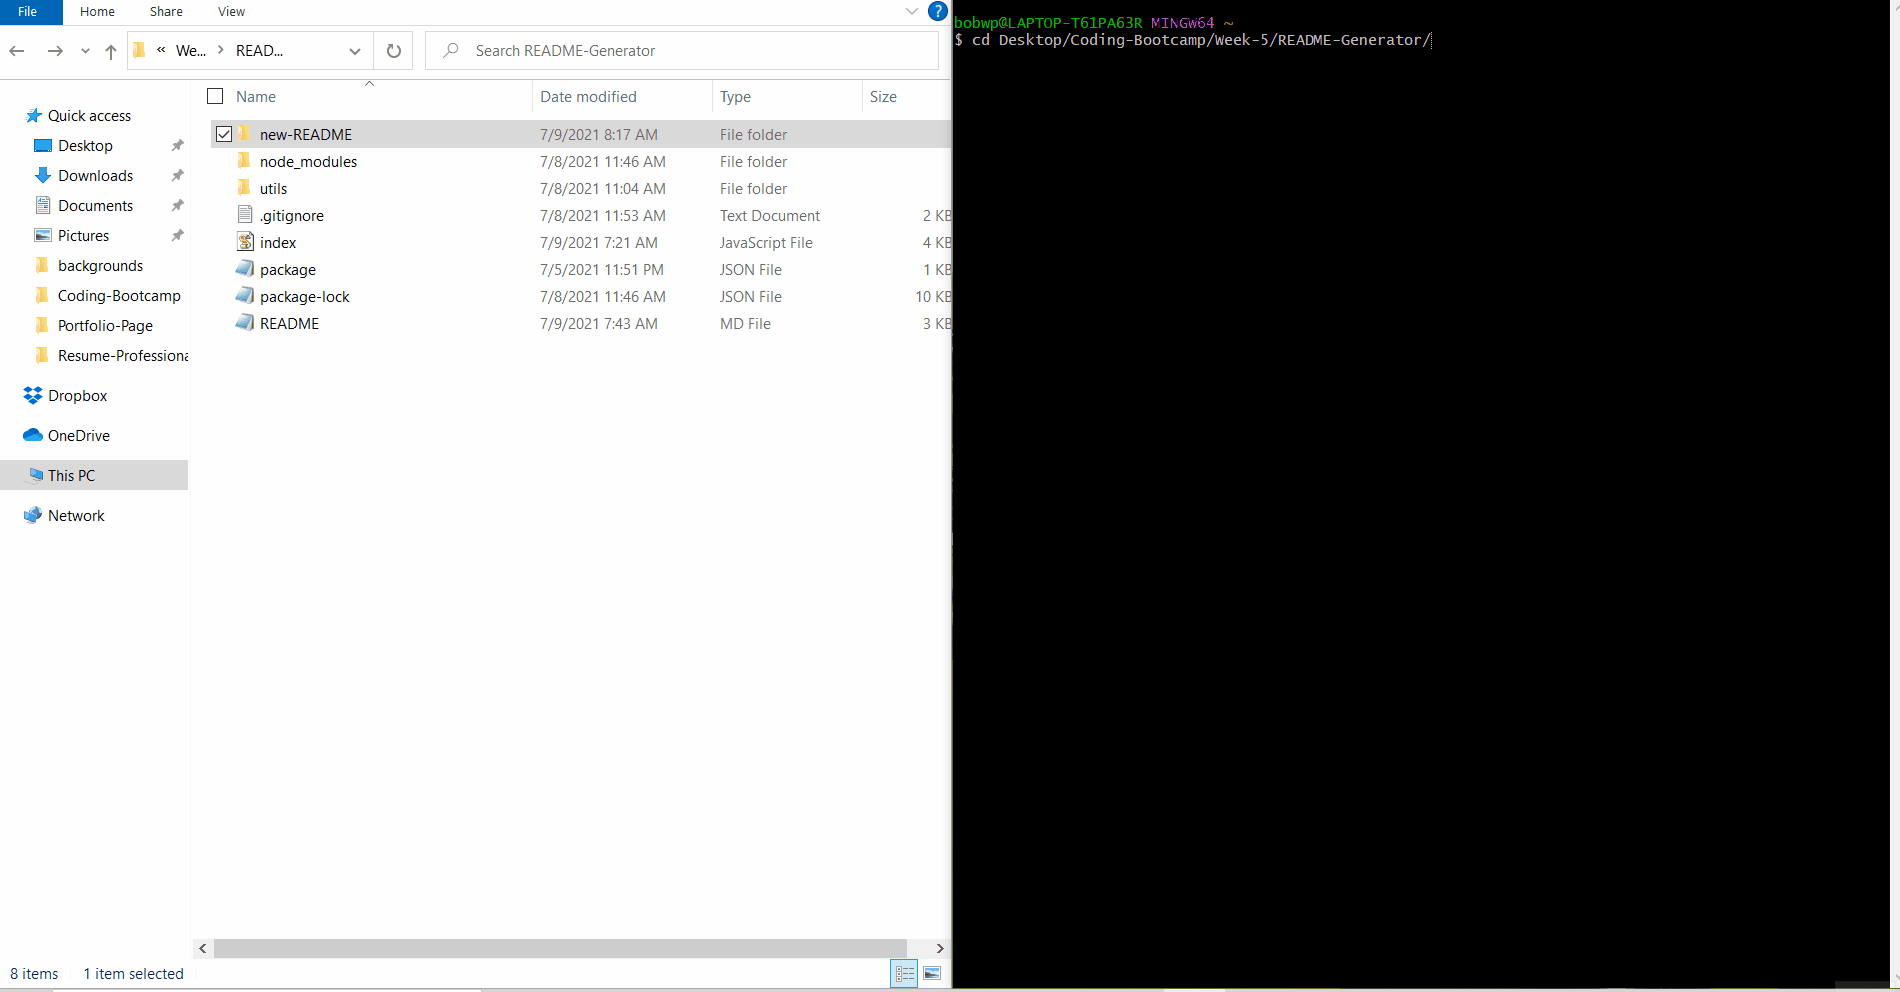 File Home Share View ?
« We... > READ... Search README-Generator
Name Date modified Type Size
Quick access
Desktop
Downloads
Documents
Pictures
backgrounds
Coding-Bootcamp
Portfolio-Page
Resume-Professiona
Dropbox
OneDrive
This PC
Network
new-README 7/9/2021 8:17 AM File folder
node_modules 7/8/2021 11:46 AM File folder
utils 7/8/2021 11:04 AM File folder
.gitignore 7/8/2021 11:53 AM Text Document 2 KB
index 7/9/2021 7:21 AM JavaScript File 4 KB
package 7/5/2021 11:51 PM JSON File 1 KB
package-lock 7/8/2021 11:46 AM JSON File 10 KB
README 7/9/2021 7:43 AM MD File 3 KB
8 items 1 item selected
bobwp@LAPTOP-T61PA63R MINGW64 ~
$ cd Desktop/Coding-Bootcamp/Week-5/README-Generator/